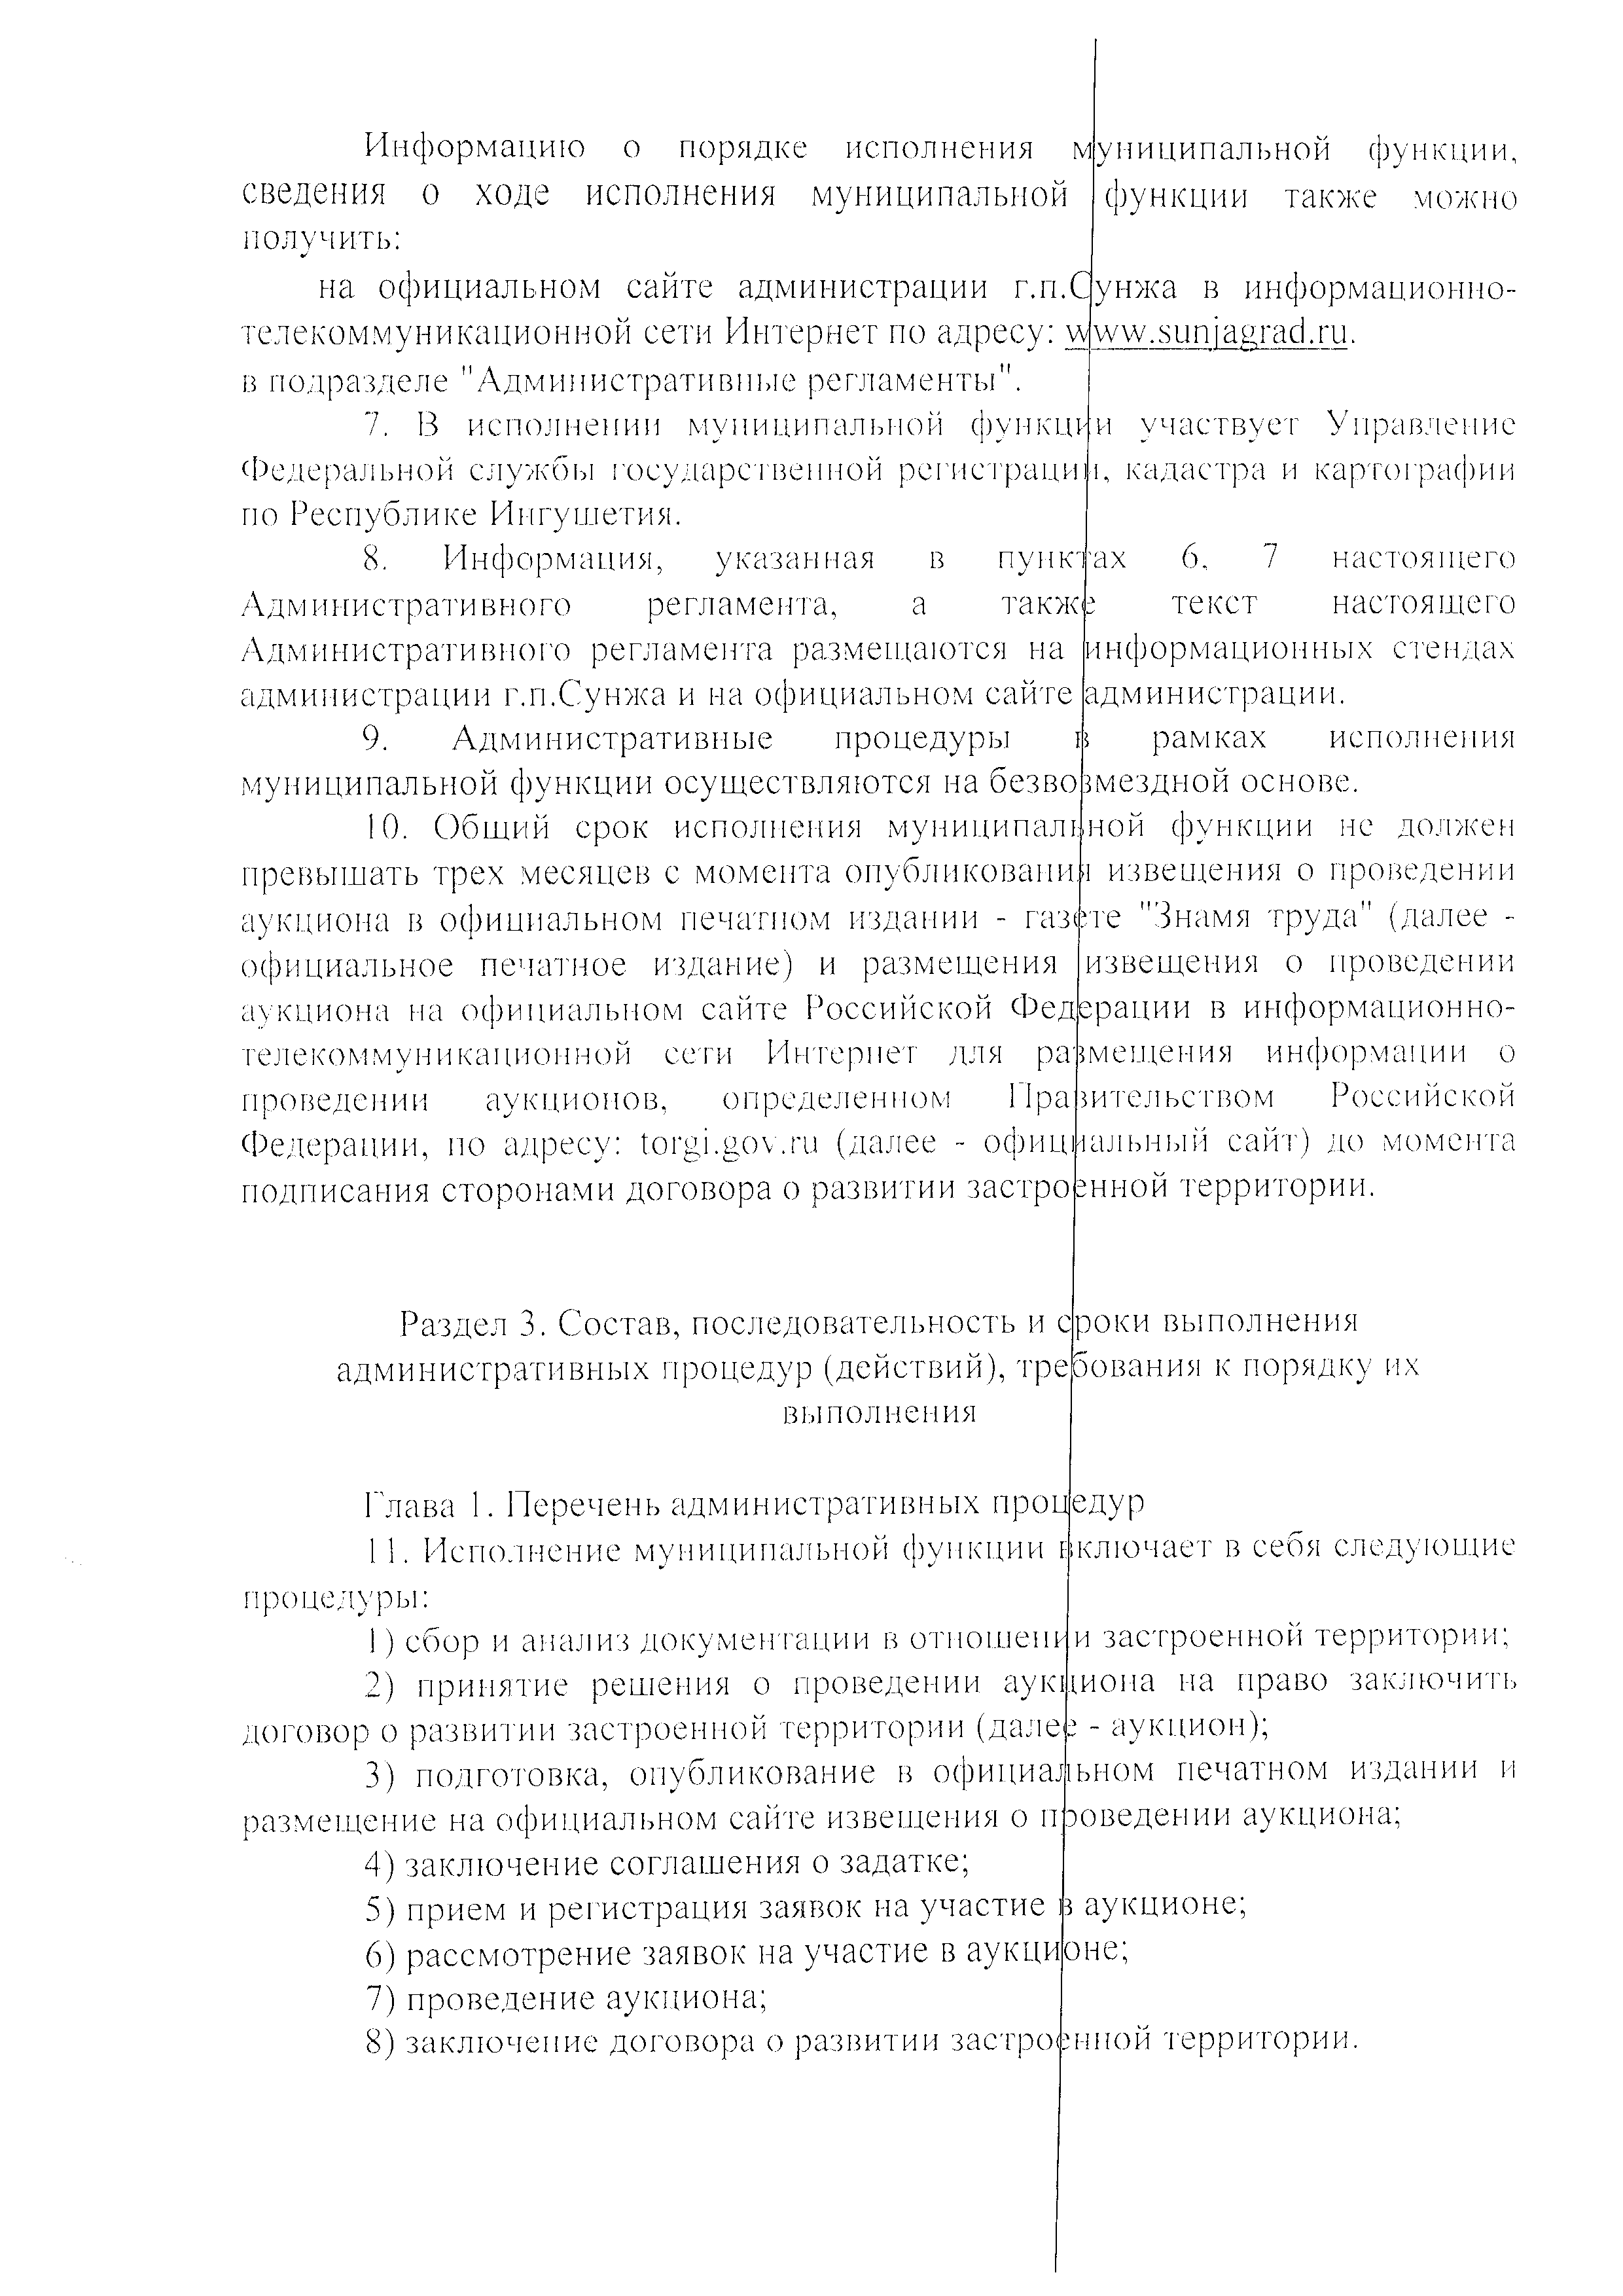 Информацию о порядке исполнения муниципальной функции,
сведения о ходе исполнения муниципальной функции также можно
получить:
на официальном сайте администрации г.п.Сунжа в информационно-
телекоммуникационной сети Интернет по адресу: www.sunjagrad.ru.
в подразделе "Административные регламенты".
7. В исполнении муниципальной функции участвует Управление
Федеральной службы государственной регистрации, кадастра и картографии
по Республике Ингушетия.
8. Информация, указанная в пунктах 6, 7 настоящего
Административного регламента, а также текст настоящего
Административного регламента размещаются на информационных стендах
администрации г.п.Сунжа и на официальном сайте администрации.
9. Административные процедуры в рамках исполнения
муниципальной функции осуществляются на безвозмездной основе.
10. Общий срок исполнения муниципальной функции не должен
превышать трех месяцев с момента опубликования извещения о проведении
аукциона в официальном печатном издании - газете "Знамя труда" (далее -
официальное печатное издание) и размещения извещения о проведении
аукциона на официальном сайте Российской Федерации в информационно-
телекоммуникационной сети Интернет для размещения информации о
проведении аукционов, определенном Правительством Российской
Федерации, по адресу: torgi.gov.ru (далее - официальный сайт) до момента
подписания сторонами договора о развитии застроенной территории.
Раздел 3. Состав, последовательность и сроки выполнения
административных процедур (действий), требования к порядку их
выполнения
Глава 1. Перечень административных процедур
11. Исполнение муниципальной функции включает в себя следующие
процедуры:
1) сбор и анализ документации в отношении застроенной территории;
2) принятие решения о проведении аукциона на право заключить
договор о развитии застроенной территории (далее - аукцион);
3) подготовка, опубликование в официальном печатном издании и
размещение на официальном сайте извещения о проведении аукциона;
4) заключение соглашения о задатке;
5) прием и регистрация заявок на участие в аукционе;
6) рассмотрение заявок на участие в аукционе;
7) проведение аукциона;
8) заключение договора о развитии застроенной территории.